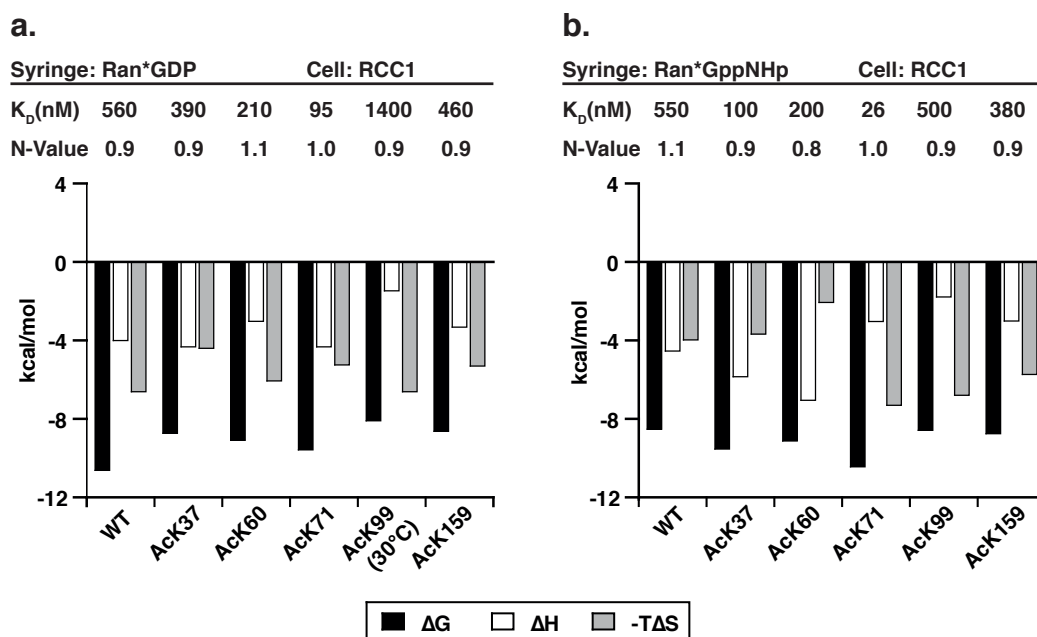 a.
Syringe: Ran*GDP Cell: RCC1
KD(nM) 560 390 210 95 1400 460
N-Value 0.9 0.9 1.1 1.0 0.9 0.9
4
0
-4
-8
-12
kcal/mol
WT AcK37 AcK60 AcK71 AcK99 (30°C) AcK159
b.
Syringe: Ran*GppNHp Cell: RCC1
KD(nM) 550 100 200 26 500 380
N-Value 1.1 0.9 0.8 1.0 0.9 0.9
4
0
-4
-8
-12
kcal/mol
WT AcK37 AcK60 AcK71 AcK99 AcK159
ΔG ΔH -TΔS